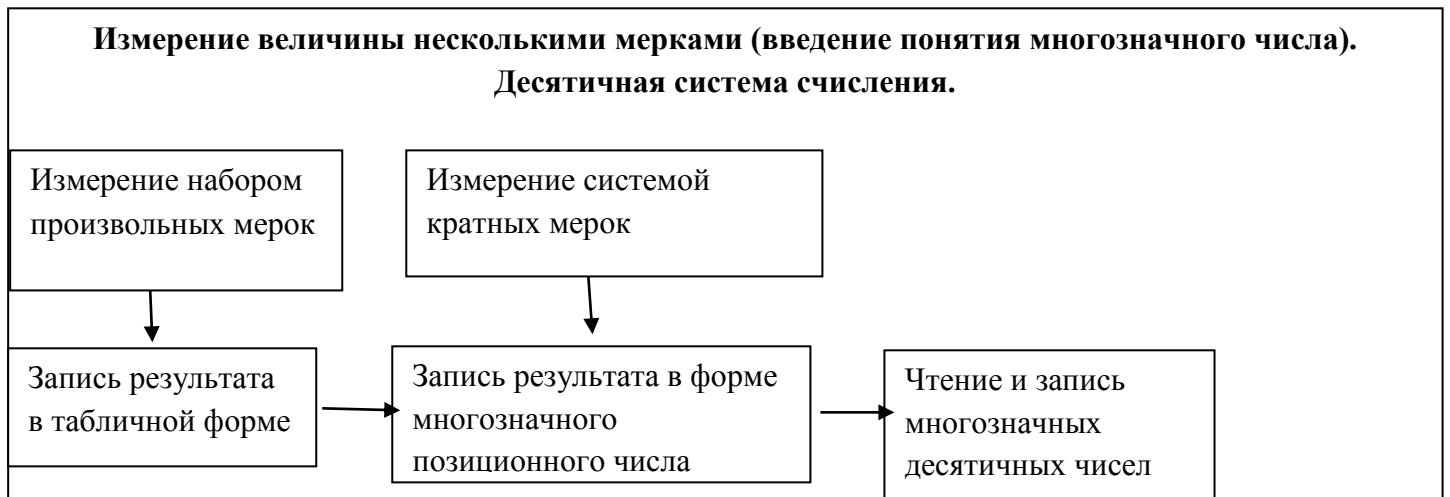 Измерение величины несколькими мерками (введение понятия многозначного числа).
Десятичная система счисления.
Измерение набором
произвольных мерок
Измерение системой
кратных мерок
Запись результата
в табличной форме
Запись результата в форме
многозначного
позиционного числа
Чтение и запись
многозначных
десятичных чисел